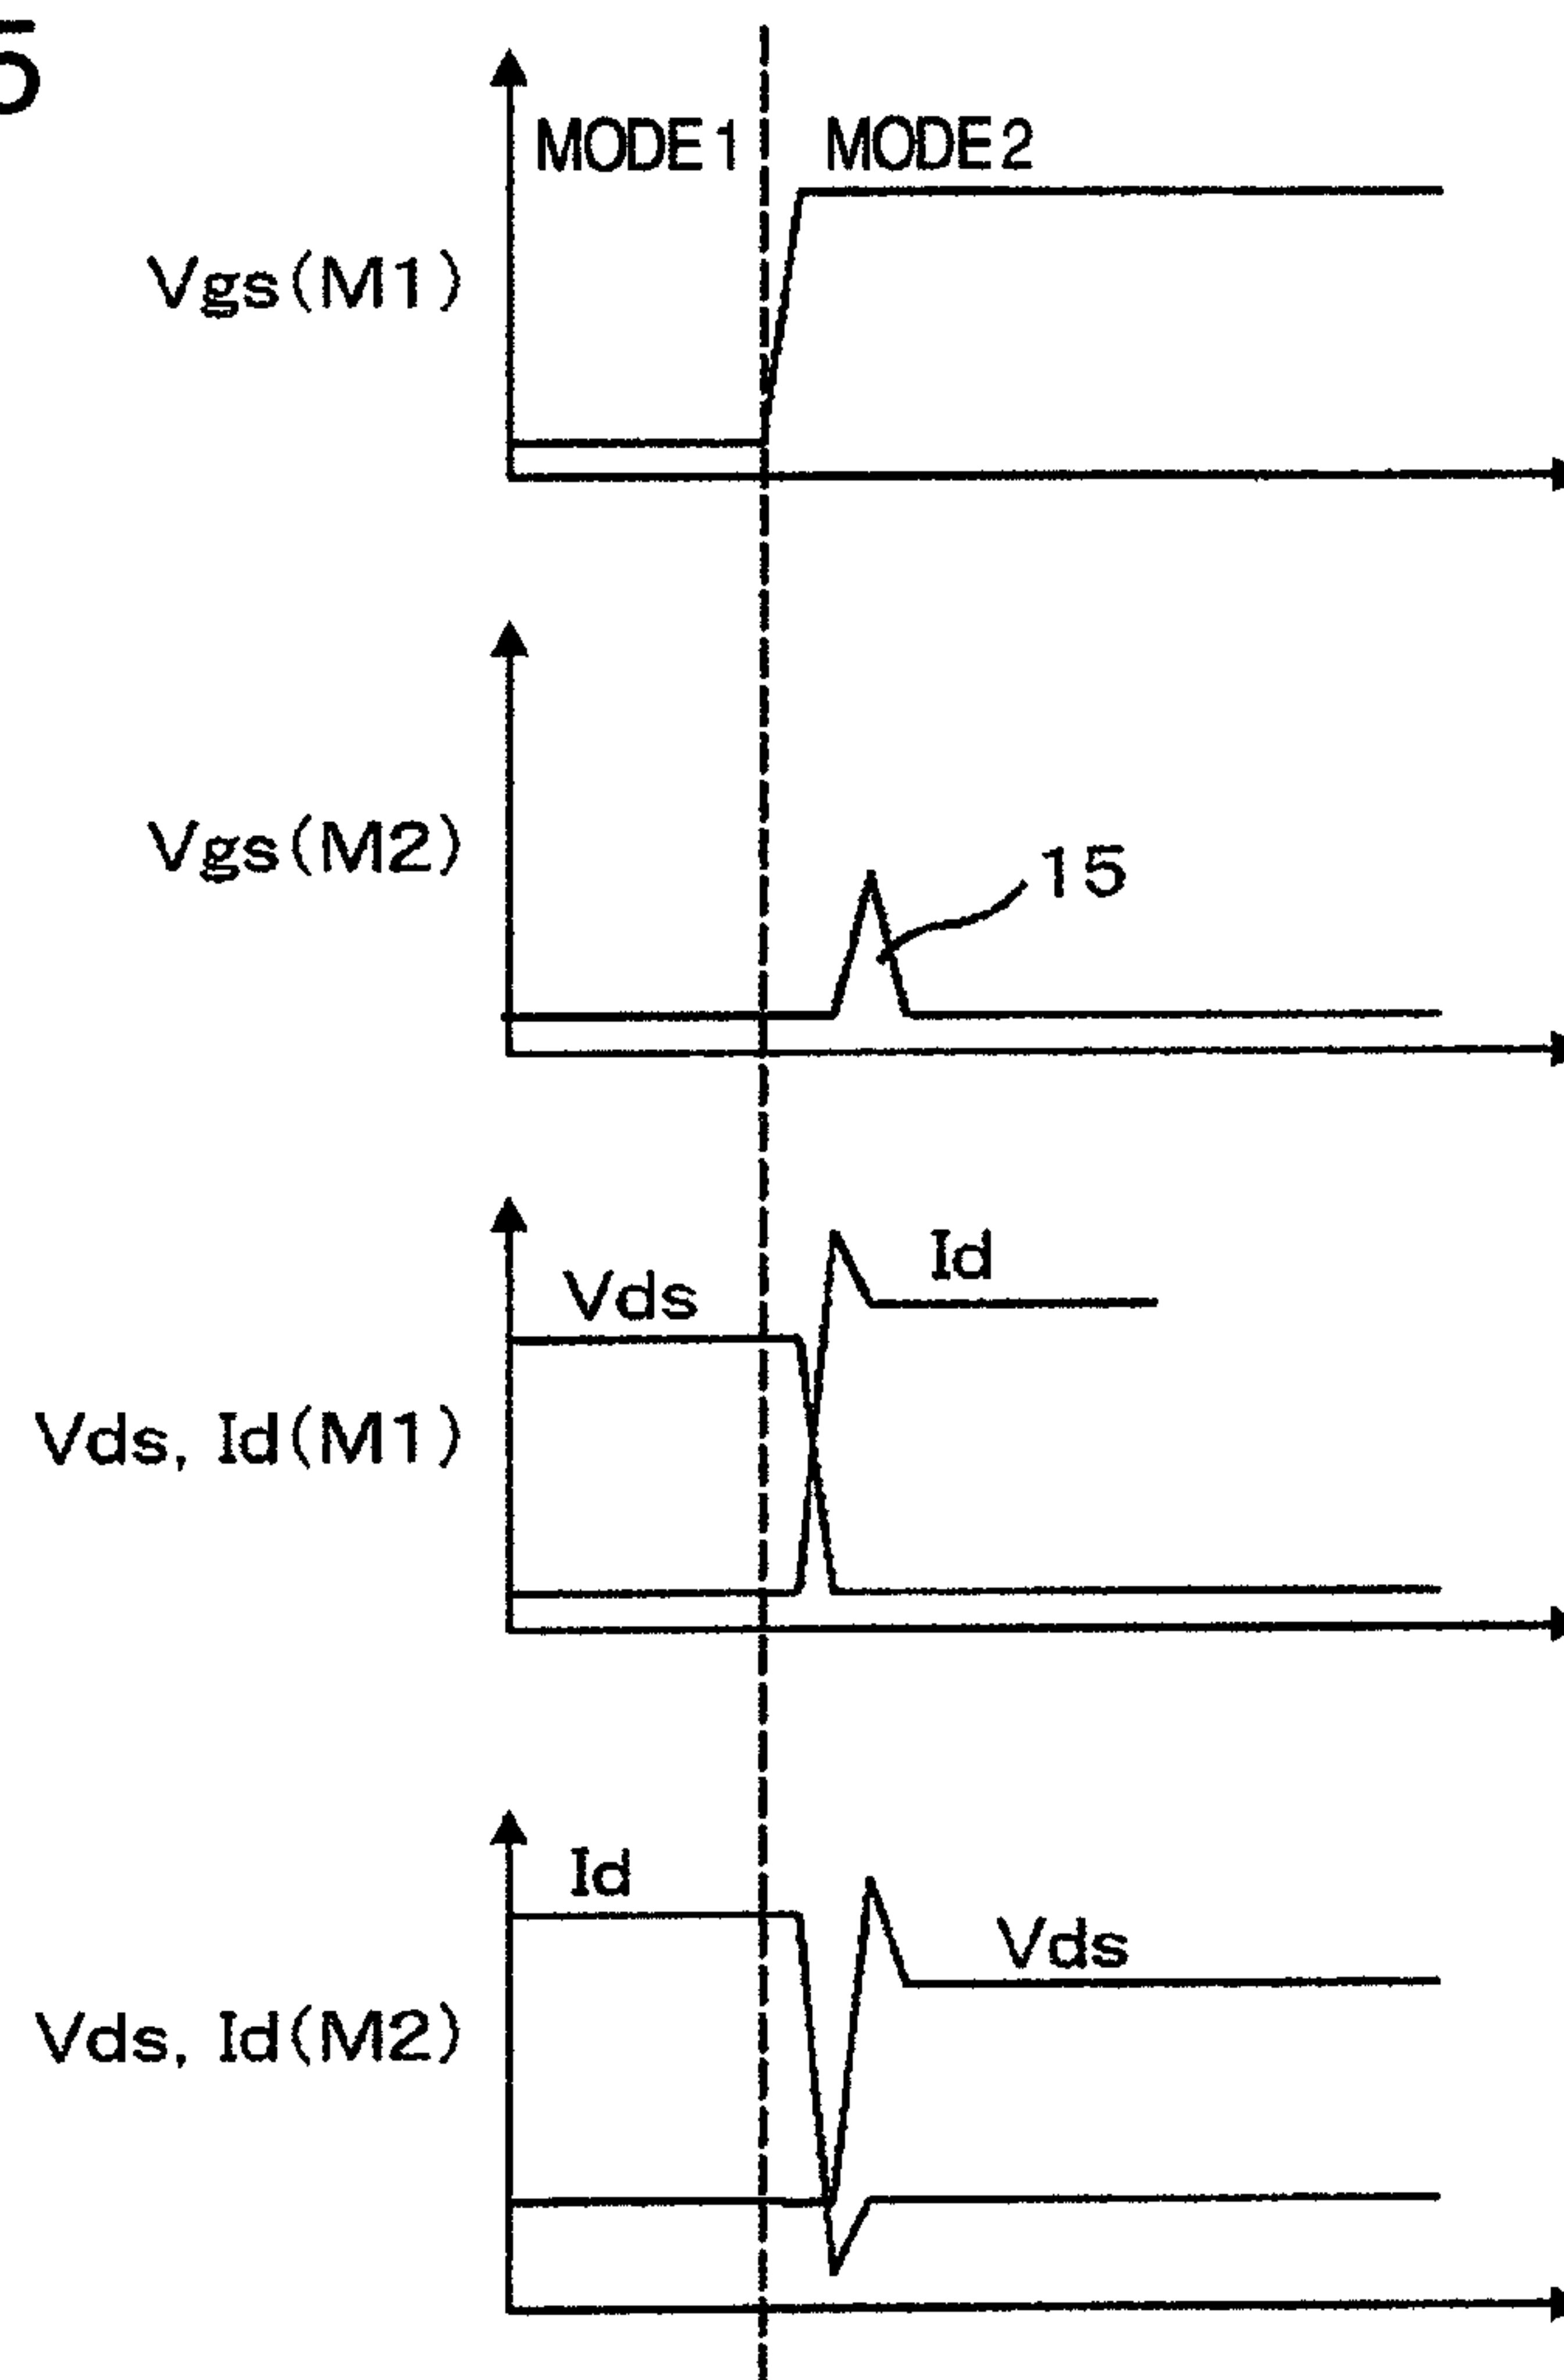 5
MODE1 MODE2
Vgs(M1)
Vgs(M2)
15
Id
Vds
Vds, Id(M1)
Id
Vds
Vds, Id(M2)